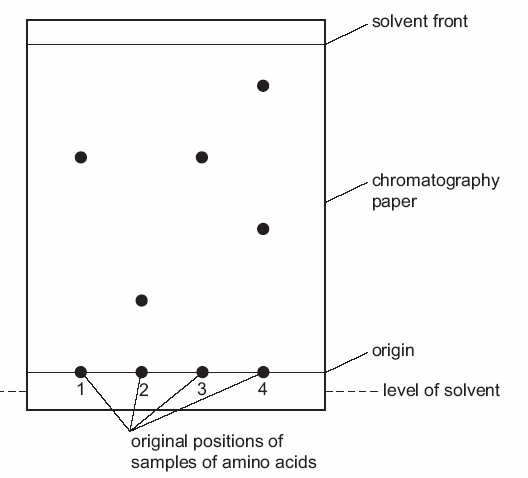 solvent front
chromatography
paper
origin
1 2 3 4
level of solvent
original positions of
samples of amino acids